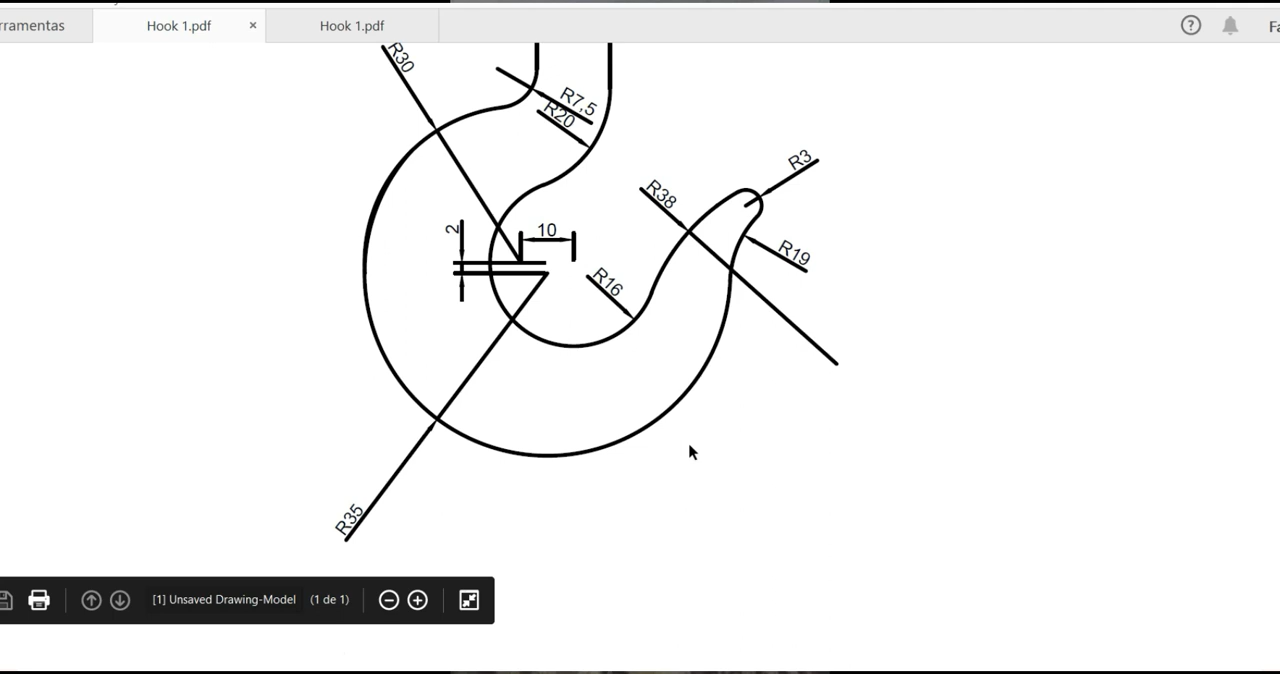 rramentas
Hook 1.pdf ×
Hook 1.pdf
?
Fa
R30
R7,5
R20
R3
R38
2
10
R19
R16
R35
[1] Unsaved Drawing-Model (1 de 1)